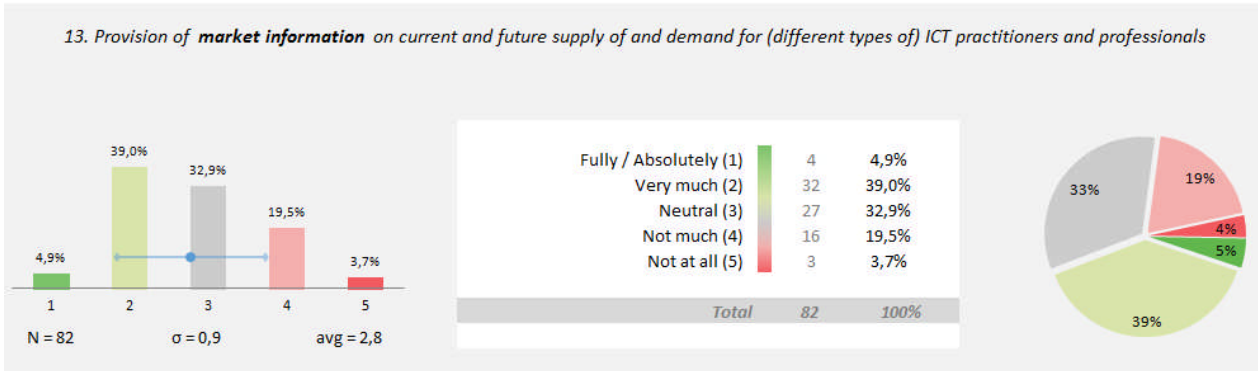 13. Provision of market information on current and future supply of and demand for (different types of) ICT practitioners and professionals
39,0%
32,9%
19,5%
4,9%
3,7%
1 2 3 4 5
N = 82 σ = 0,9 avg = 2,8
Fully / Absolutely (1) 4 4,9%
Very much (2) 32 39,0%
Neutral (3) 27 32,9%
Not much (4) 16 19,5%
Not at all (5) 3 3,7%
Total 82 100%
33%
19%
4%
5%
39%